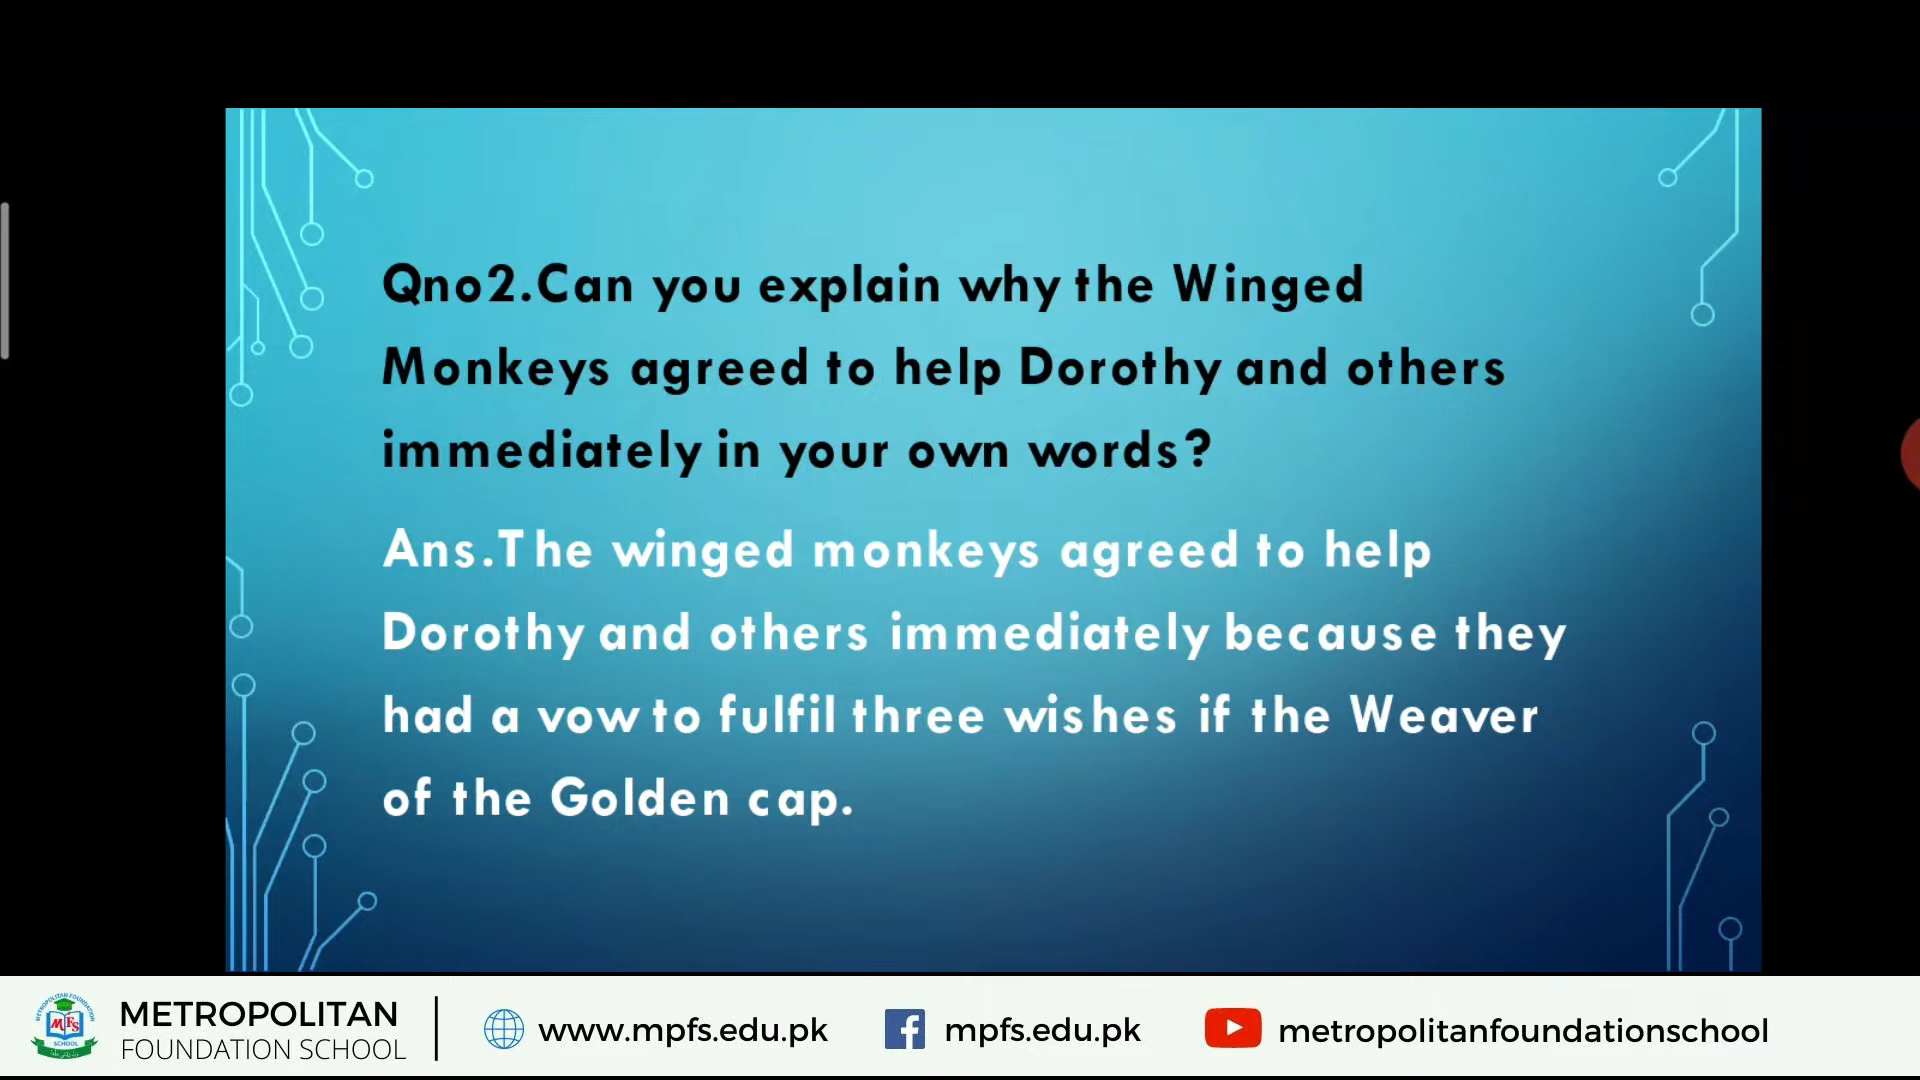 Qno2.Can you explain why the Winged
Monkeys agreed to help Dorothy and others
immediately in your own words?
Ans.The winged monkeys agreed to help
Dorothy and others immediately because they
had a vow to fulfil three wishes if the Weaver
of the Golden cap.
METROPOLITAN
FOUNDATION SCHOOL
www.mpfs.edu.pk
mpfs.edu.pk
metropolitanfoundationschool
MFS
SCHOOL